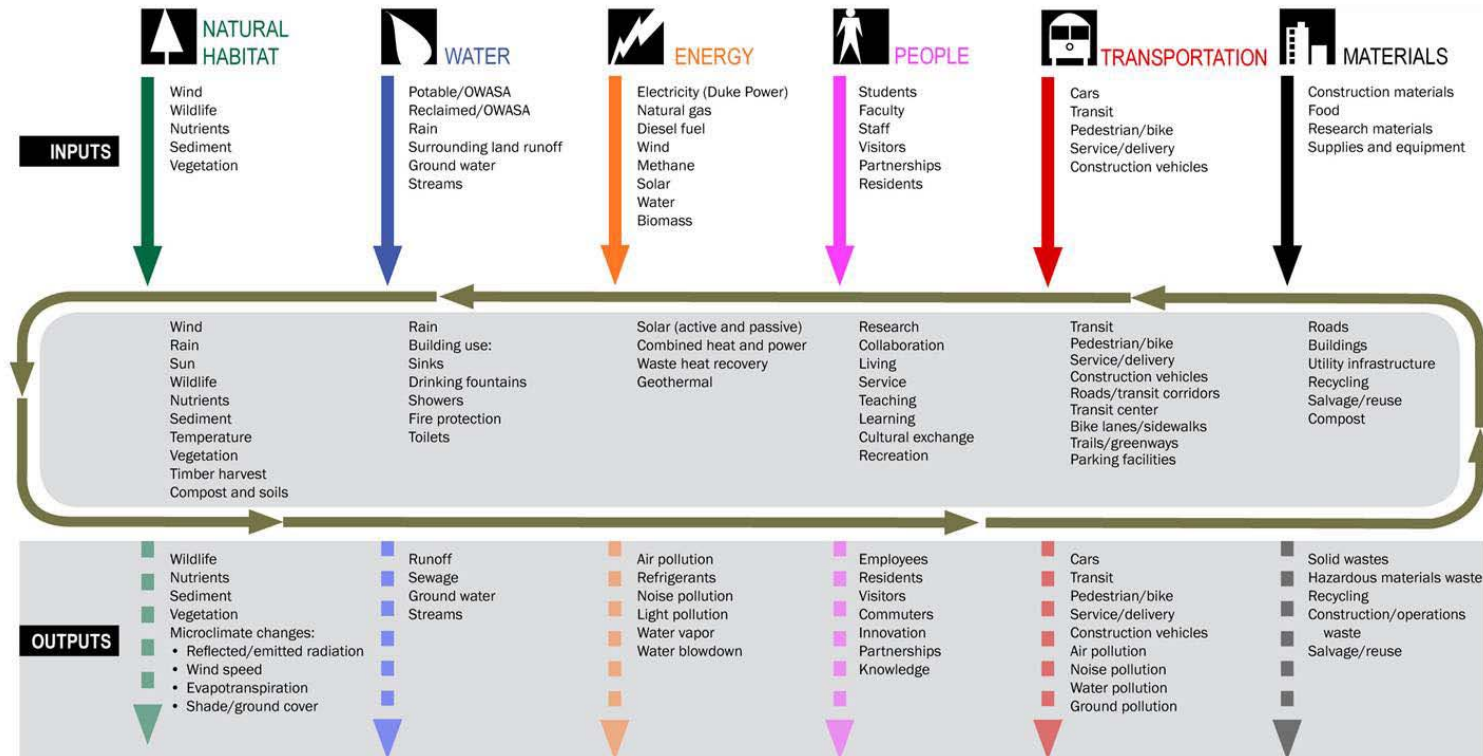 NATURAL
HABITAT
WATER
ENERGY
PEOPLE
TRANSPORTATION
MATERIALS
INPUTS
Wind
Wildlife
Nutrients
Sediment
Vegetation
Potable/OWASA
Reclaimed/OWASA
Rain
Surrounding land runoff
Ground water
Streams
Electricity (Duke Power)
Natural gas
Diesel fuel
Wind
Methane
Solar
Water
Biomass
Students
Faculty
Staff
Visitors
Partnerships
Residents
Cars
Transit
Pedestrian/bike
Service/delivery
Construction vehicles
Construction materials
Food
Research materials
Supplies and equipment
Wind
Rain
Sun
Wildlife
Nutrients
Sediment
Temperature
Vegetation
Timber harvest
Compost and soils
Rain
Building use:
Sinks
Drinking fountains
Showers
Fire protection
Toilets
Solar (active and passive)
Combined heat and power
Waste heat recovery
Geothermal
Research
Collaboration
Living
Service
Teaching
Learning
Cultural exchange
Recreation
Transit
Pedestrian/bike
Service/delivery
Construction vehicles
Roads/transit corridors
Transit center
Bike lanes/sidewalks
Trails/greenways
Parking facilities
Roads
Buildings
Utility infrastructure
Recycling
Salvage/reuse
Compost
OUTPUTS
Wildlife
Nutrients
Sediment
Vegetation
Microclimate changes:
• Reflected/emitted radiation
• Wind speed
• Evapotranspiration
• Shade/ground cover
Runoff
Sewage
Ground water
Streams
Air pollution
Refrigerants
Noise pollution
Light pollution
Water vapor
Water blowdown
Employees
Residents
Visitors
Commuters
Innovation
Partnerships
Knowledge
Cars
Transit
Pedestrian/bike
Service/delivery
Construction vehicles
Air pollution
Noise pollution
Water pollution
Ground pollution
Solid wastes
Hazardous materials waste
Recycling
Construction/operations
waste
Salvage/reuse